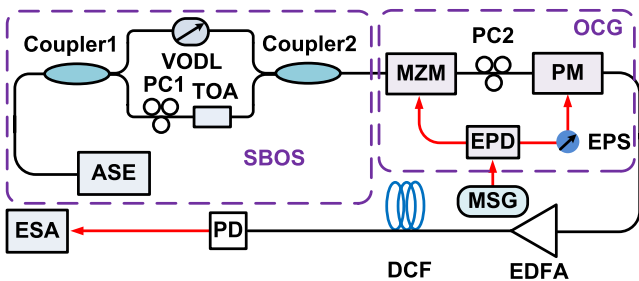 OCG
Coupler1
VODL
Coupler2
PC2
PC1
TOA
MZM
PM
EPD
EPS
SBOS
ASE
MSG
ESA
PD
DCF
EDFA